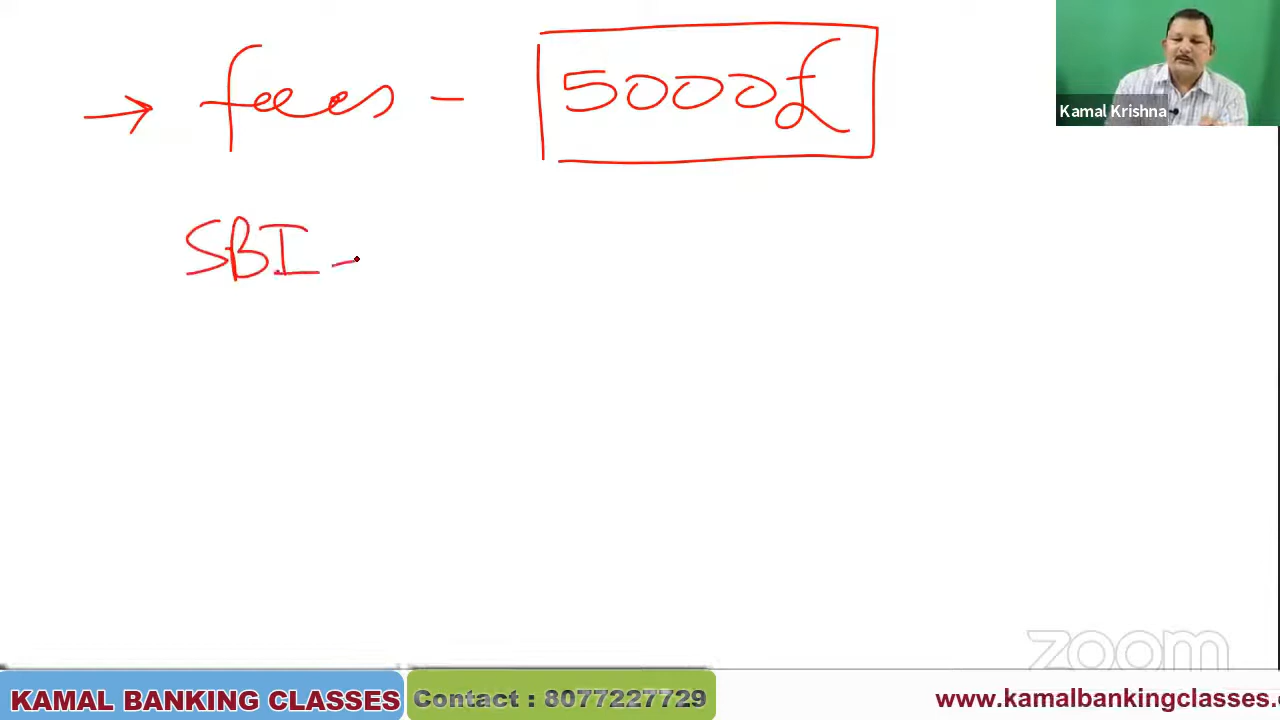 → fees - 5000£
Kamal Krishna
SBI -
zoom
KAMAL BANKING CLASSES
Contact : 8077227729
www.kamalbankingclasses.